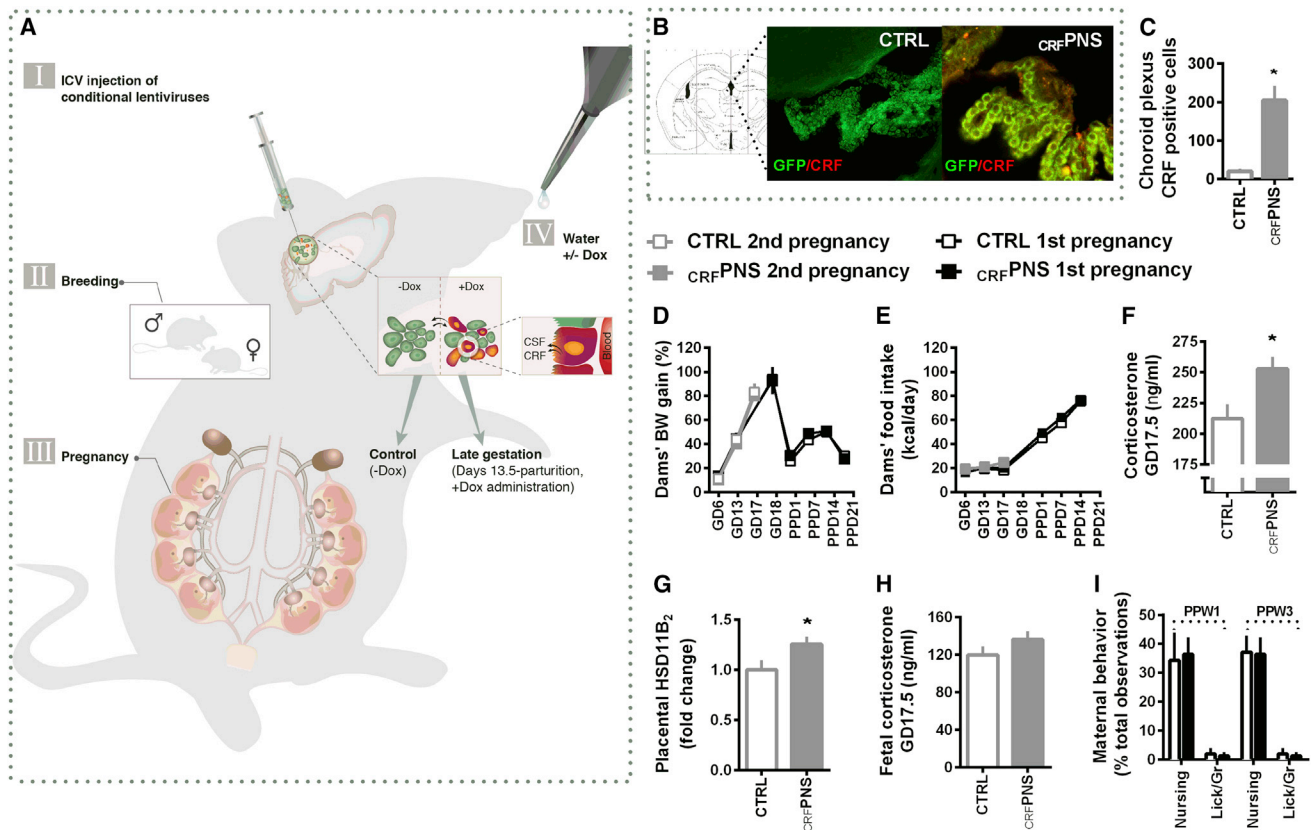 A
I
ICV injection of
conditional lentiviruses
IV
Water
+/- Dox
II
Breeding
♂
♀
-Dox
+Dox
CSF
CRF
Blood
Control
(-Dox)
Late gestation
(Days 13.5-parturition,
+Dox administration)
III
Pregnancy
B
CTRL
CRFPNS
GFP/CRF
GFP/CRF
C
Choroid plexus
CRF positive cells
300
200
100
0
*
CTRL
CRFPNS
CTRL 2nd pregnancy
CTRL 1st pregnancy
CRFPNS 2nd pregnancy
CRFPNS 1st pregnancy
D
Dams' BW gain (%)
120
100
80
60
40
20
0
GD6
GD13
GD17
GD18
PPD1
PPD7
PPD14
PPD21
E
Dams' food intake
(kcal/day)
120
100
80
60
40
20
0
GD6
GD13
GD17
GD18
PPD1
PPD7
PPD14
PPD21
F
Corticosterone
GD17.5 (ng/ml)
275
250
225
200
175
0
*
CTRL
CRFPNS
G
Placental HSD11B2
(fold change)
1.5
1.0
0.5
0.0
*
CTRL
CRFPNS
H
Fetal corticosterone
GD17.5 (ng/ml)
160
120
80
40
0
CTRL
CRFPNS
I
Maternal behavior
(% total observations)
50
40
30
20
10
0
PPW1
PPW3
Nursing
Lick/Gr
Nursing
Lick/Gr